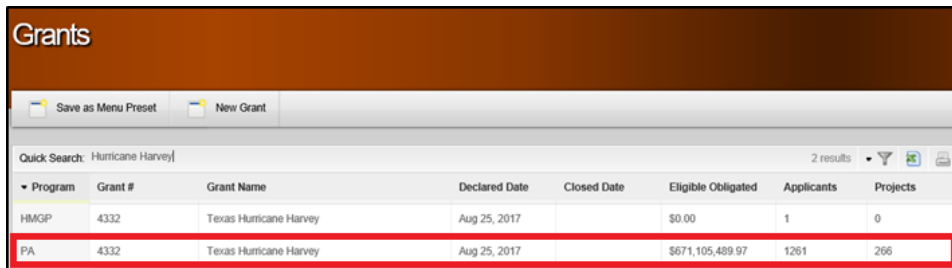 Grants
Save as Menu Preset New Grant
Quick Search: Hurricane Harvey 2 results
Program Grant # Grant Name Declared Date Closed Date Eligible Obligated Applicants Projects
HMGP 4332 Texas Hurricane Harvey Aug 25, 2017 $0.00 1 0
PA 4332 Texas Hurricane Harvey Aug 25, 2017 $671,105,489.97 1261 266